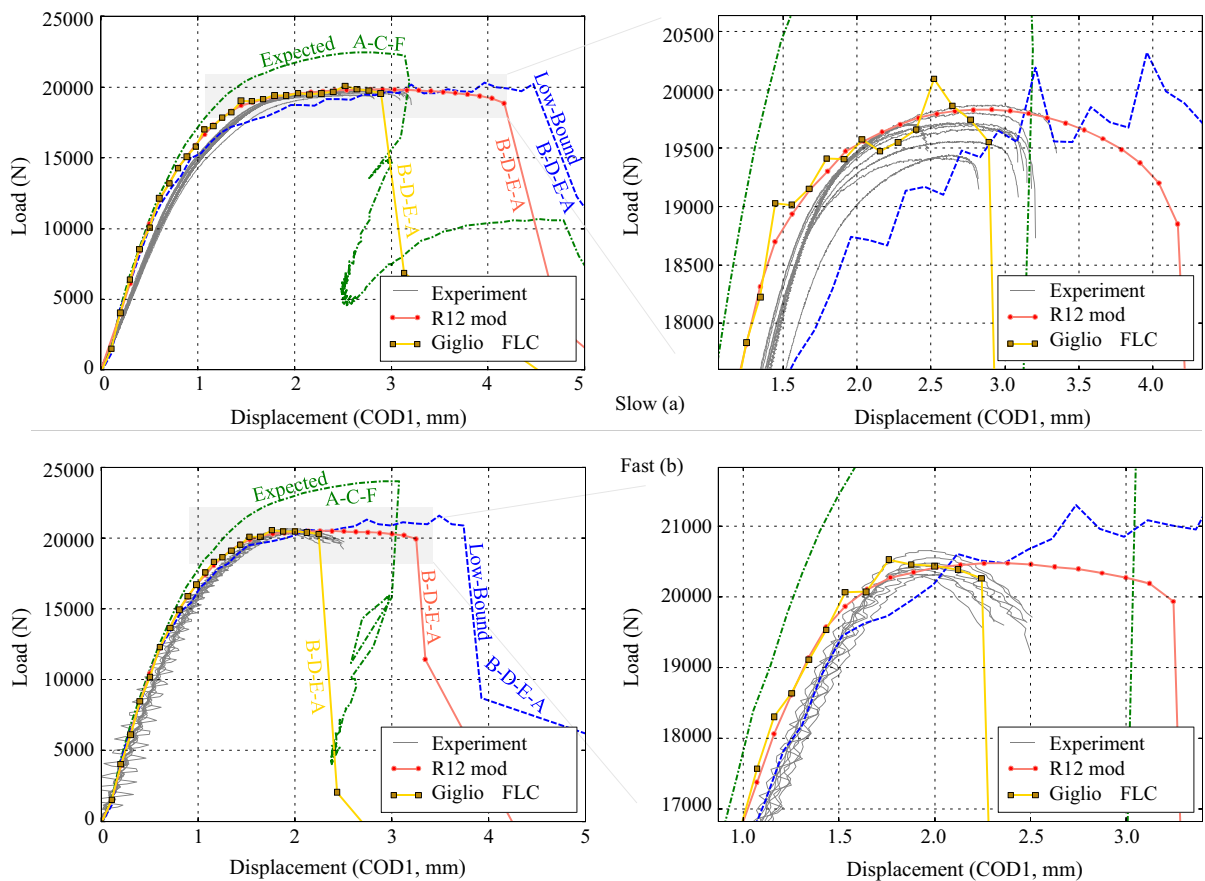 25000
20000
15000
10000
5000
0
Load (N)
Expected A-C-F
Low-Bound
B-D-E-A
B-D-E-A
B-D-E-A
Experiment
R12 mod
Giglio FLC
0 1 2 3 4 5
Displacement (COD1, mm)
20500
20000
19500
19000
18500
18000
Load (N)
Experiment
R12 mod
Giglio FLC
1.5 2.0 2.5 3.0 3.5 4.0
Displacement (COD1, mm)
Slow (a)
Fast (b)
25000
20000
15000
10000
5000
0
Load (N)
Expected
A-C-F
Low-Bound
B-D-E-A
B-D-E-A
B-D-E-A
Experiment
R12 mod
Giglio FLC
0 1 2 3 4 5
Displacement (COD1, mm)
21000
20000
19000
18000
17000
Load (N)
Experiment
R12 mod
Giglio FLC
1.0 1.5 2.0 2.5 3.0
Displacement (COD1, mm)